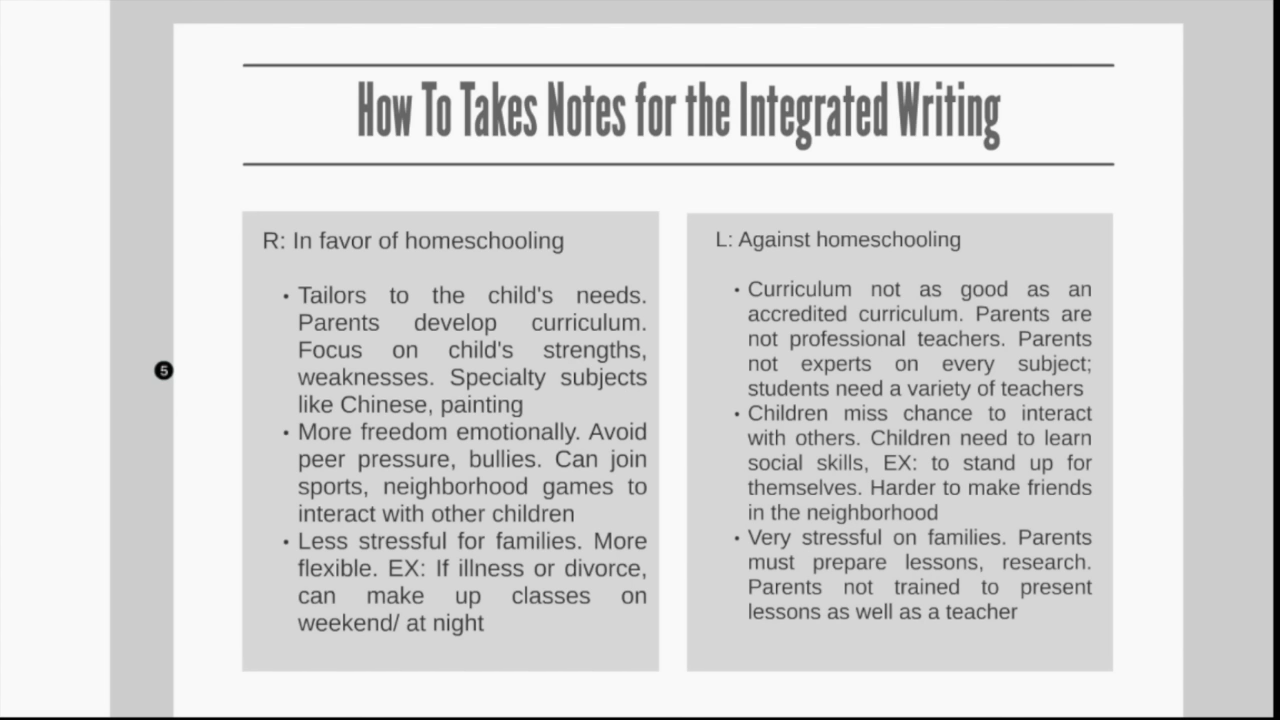 How To Takes Notes for the Integrated Writing
R: In favor of homeschooling
• Tailors to the child's needs.
Parents develop curriculum.
Focus on child's strengths,
weaknesses. Specialty subjects
like Chinese, painting
• More freedom emotionally. Avoid
peer pressure, bullies. Can join
sports, neighborhood games to
interact with other children
• Less stressful for families. More
flexible. EX: If illness or divorce,
can make up classes on
weekend/ at night
L: Against homeschooling
• Curriculum not as good as an
accredited curriculum. Parents are
not professional teachers. Parents
not experts on every subject;
students need a variety of teachers
• Children miss chance to interact
with others. Children need to learn
social skills, EX: to stand up for
themselves. Harder to make friends
in the neighborhood
• Very stressful on families. Parents
must prepare lessons, research.
Parents not trained to present
lessons as well as a teacher
5